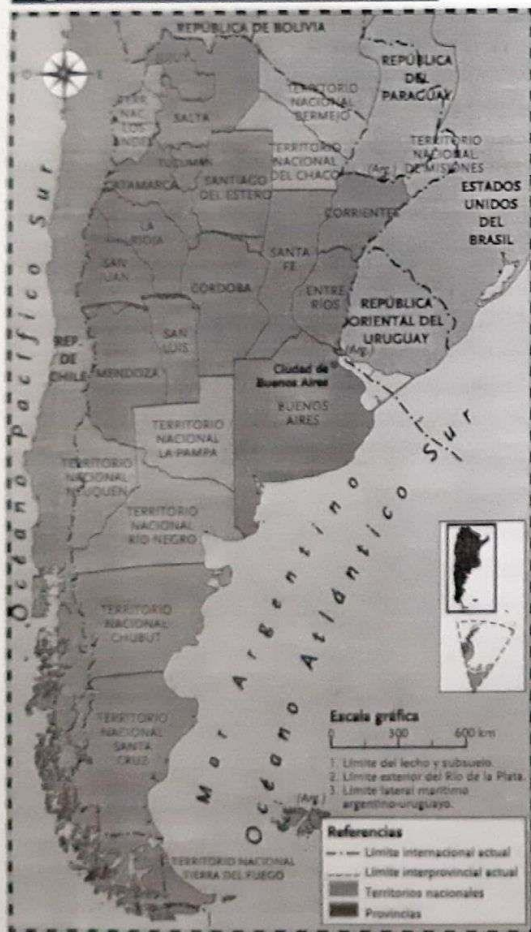 REPÚBLICA DE BOLIVIA
REPÚBLICA
DEL
PARAGUAY
O
E
TERRITORIO
NACIONAL
BERMEJO
SALTA
TERRITORIO
NACIONAL
DEL CHACO
TERRITORIO
NACIONAL
DE MISIONES
(Arg.)
TUCUMÁN
CATAMARCA
SANTIAGO
DEL ESTERO
CORRIENTES
ESTADOS
UNIDOS
DEL
BRASIL
LA
RIOJA
SANTA
FE
SAN
JUAN
CÓRDOBA
ENTRE
RÍOS
REPÚBLICA
ORIENTAL DEL
URUGUAY
(Arg.)
REP.
DE
CHILE
SAN
LUIS
MENDOZA
Ciudad de
Buenos Aires
BUENOS
AIRES
TERRITORIO
NACIONAL
LA PAMPA
TERRITORIO
NACIONAL
NEUQUÉN
TERRITORIO
NACIONAL
RÍO NEGRO
TERRITORIO
NACIONAL
CHUBUT
TERRITORIO
NACIONAL
SANTA
CRUZ
TERRITORIO NACIONAL
TIERRA DEL FUEGO
(Arg.)
Océano pacífico Sur
Mar Argentino
Océano Atlántico Sur
Escala gráfica
0 300 600 km
1. Límite del lecho y subsuelo.
2. Límite exterior del Río de la Plata.
3. Límite lateral marítimo
argentino-uruguayo.
Referencias
Límite internacional actual
Límite interprovincial actual
Territorios nacionales
Provincias